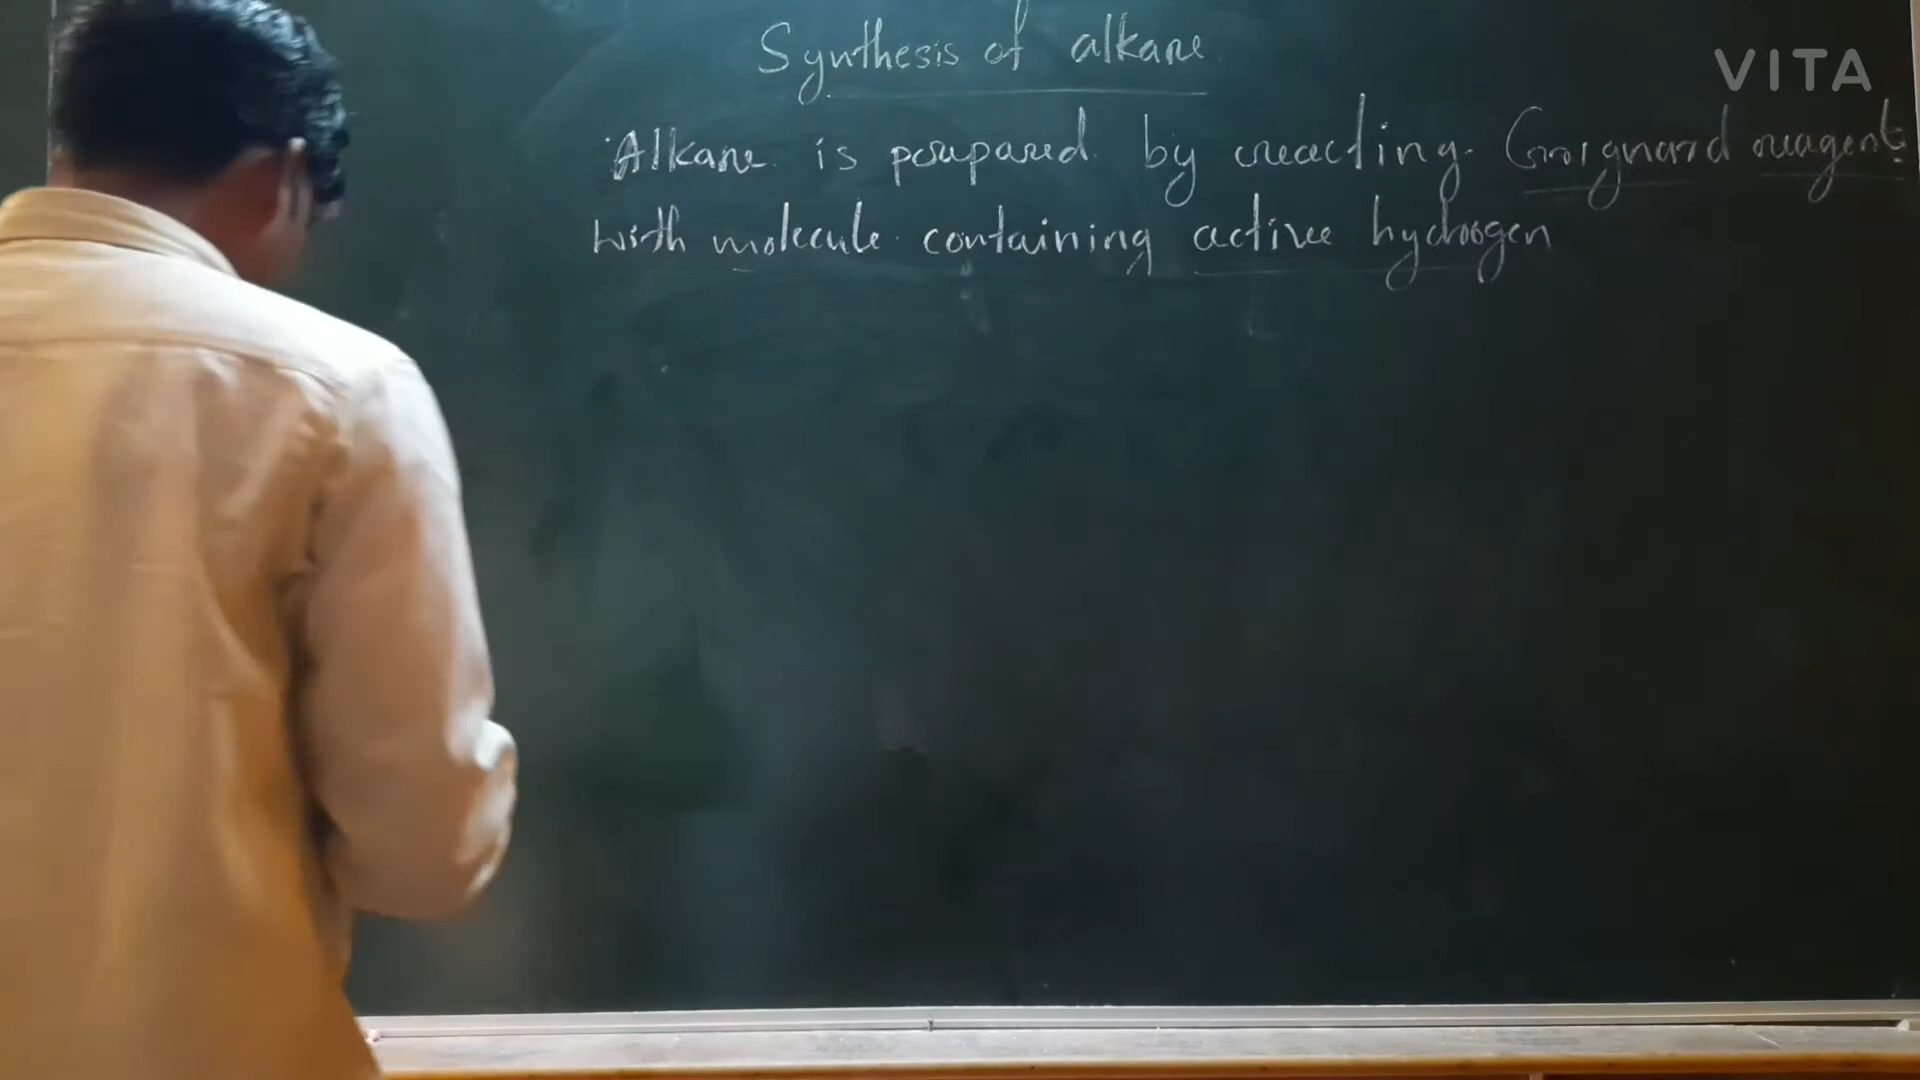 Synthesis of alkane
VITA
Alkane is prepared by reacting Grignard reagent
with molecule containing active hydrogen